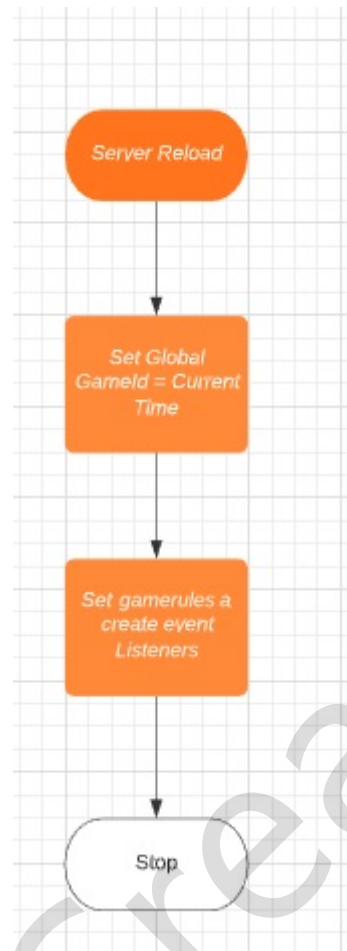 Server Reload
Set Global
GameId = Current
Time
Set gamerules a
create event
Listeners
Stop